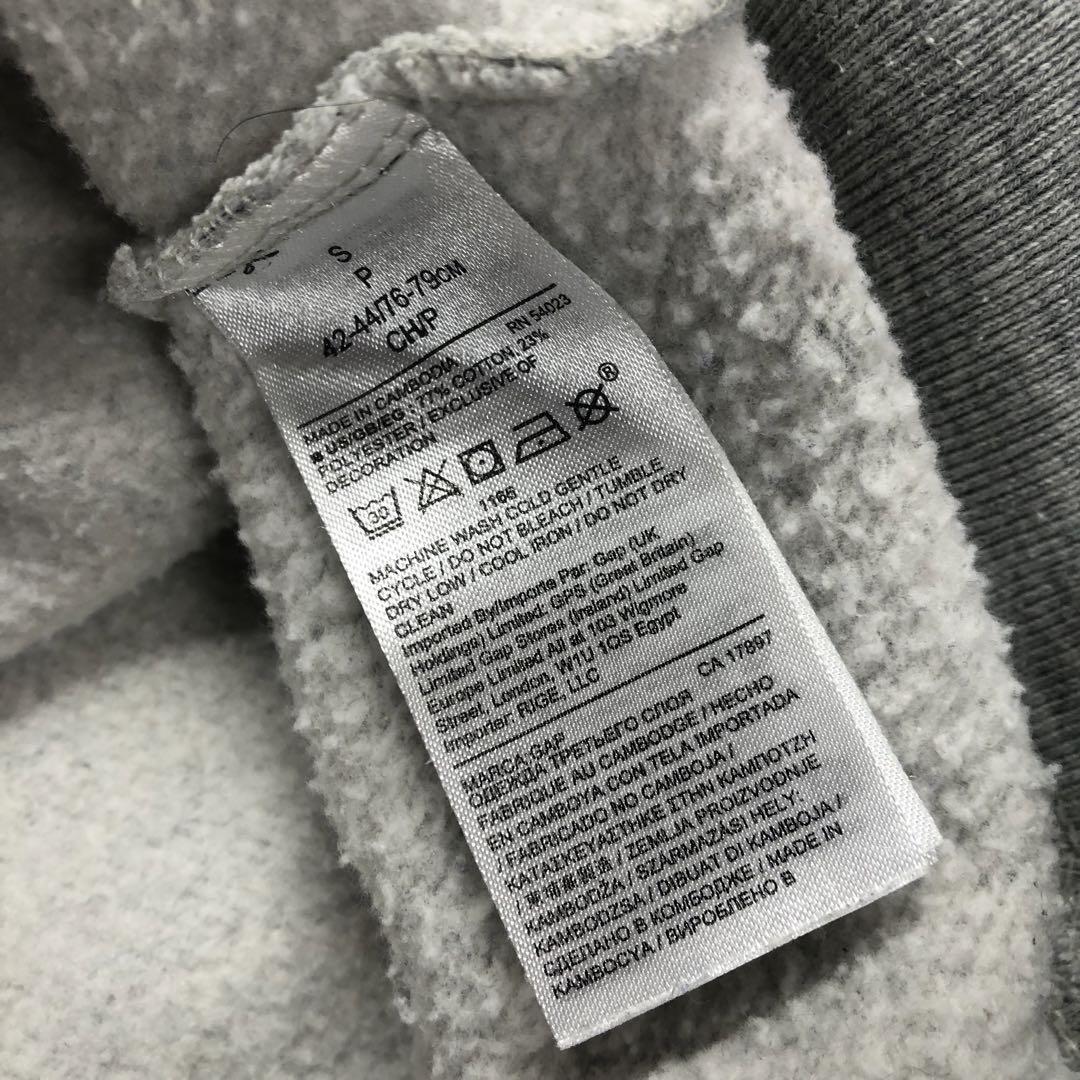 S
P
42-44/76-79CM
CH/P
RN 54023
MADE IN CAMBODIA
✱US/GB/EG : 77% COTTON, 23%
POLYESTER / EXCLUSIVE OF
DECORATION
30
®
1166
MACHINE WASH COLD GENTLE
CYCLE / DO NOT BLEACH / TUMBLE
DRY LOW / COOL IRON / DO NOT DRY
CLEAN
Imported By/Importe Par, Gap (UK
Holdings) Limited, GPS (Great Britain)
Limited Gap Stores (Ireland) Limited Gap
Europe Limited All at 103 Wigmore
Street, London, W1U 1QS Egypt
Importer: RIGE, LLC
CA 17897
MARCA:GAP
ОДЕЖДА ТРЕТЬЕГО СЛОЯ
FABRIQUE AU CAMBODGE / HECHO
EN CAMBOYA CON TELA IMPORTADA
/ FABRICADO NO CAMBOJA /
ΚΑΤΑΣΚΕΥΑΣΤΗΚΕ ΣΤΗΝ ΚΑΜΠΟΤΖΗ
/ ZEMLJA PROIZVODNJE
KAMBODŽA / SZÁRMAZÁSI HELY:
KAMBODZSA / DIBUAT DI KAMBOJA /
СДЕЛАНО В КОМБОДЖЕ / MADE IN
KAMBOCYA / ВИРОБЛЕНО В